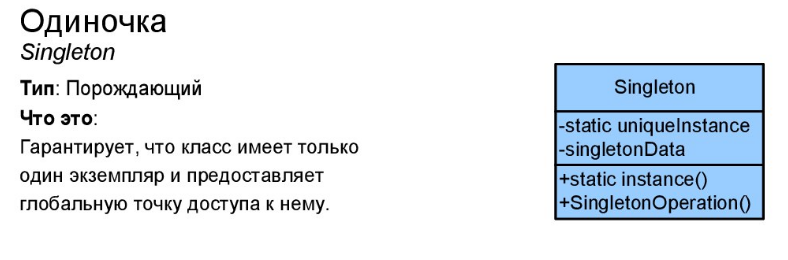 Одиночка
Singleton
Тип: Порождающий
Что это:
Гарантирует, что класс имеет только
один экземпляр и предоставляет
глобальную точку доступа к нему.
Singleton
-static uniqueInstance
-singletonData
+static instance()
+SingletonOperation()